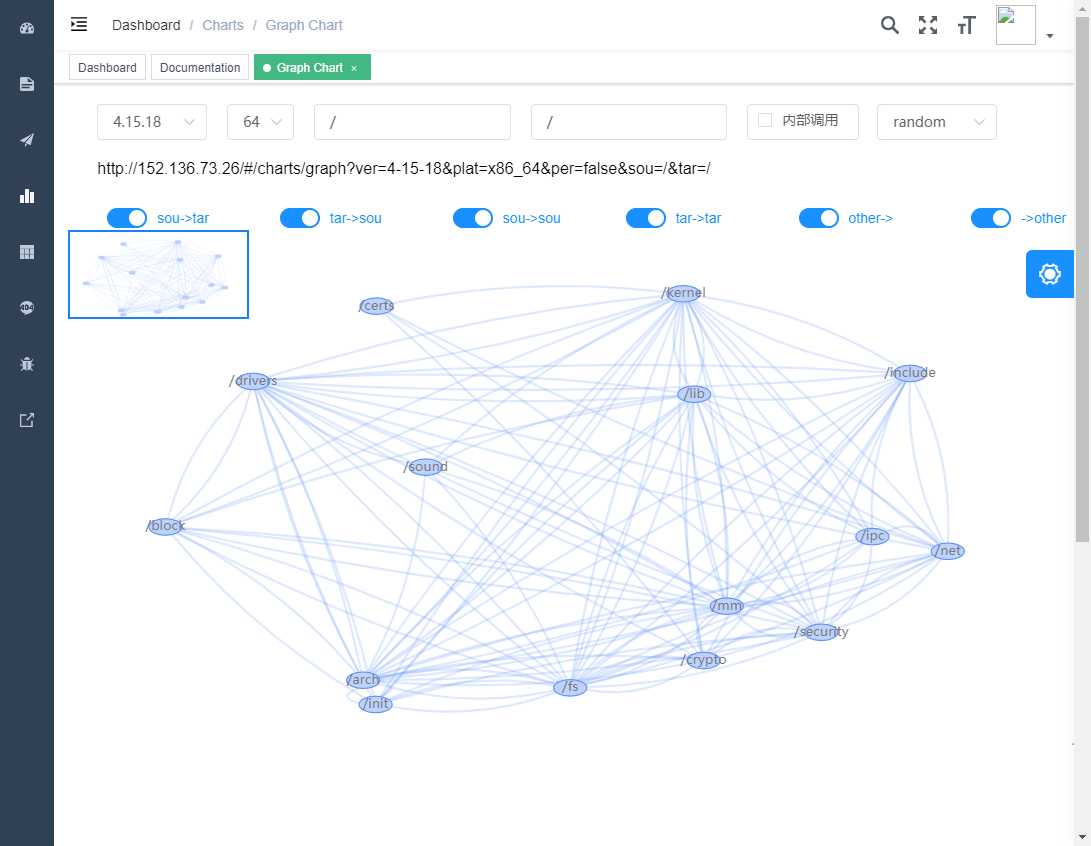 Dashboard / Charts / Graph Chart
Dashboard
Documentation
Graph Chart ×
4.15.18
64
/
/
内部调用
random
http://152.136.73.26/#/charts/graph?ver=4-15-18&plat=x86_64&per=false&sou=/&tar=/
sou->tar
tar->sou
sou->sou
tar->tar
other->
->other
/certs
/kernel
/drivers
/include
/lib
/sound
/block
/ipc
/net
/mm
/security
/crypto
/arch
/fs
/init
404